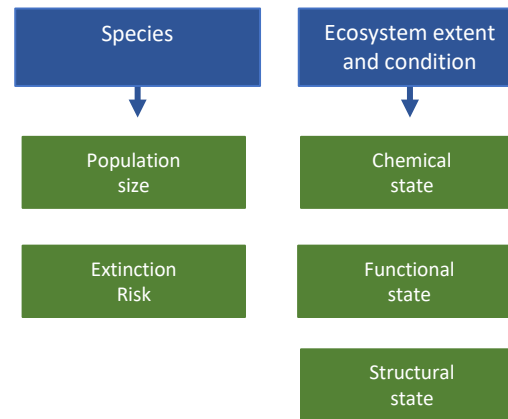 Species
Population
size
Extinction
Risk
Ecosystem extent
and condition
Chemical
state
Functional
state
Structural
state